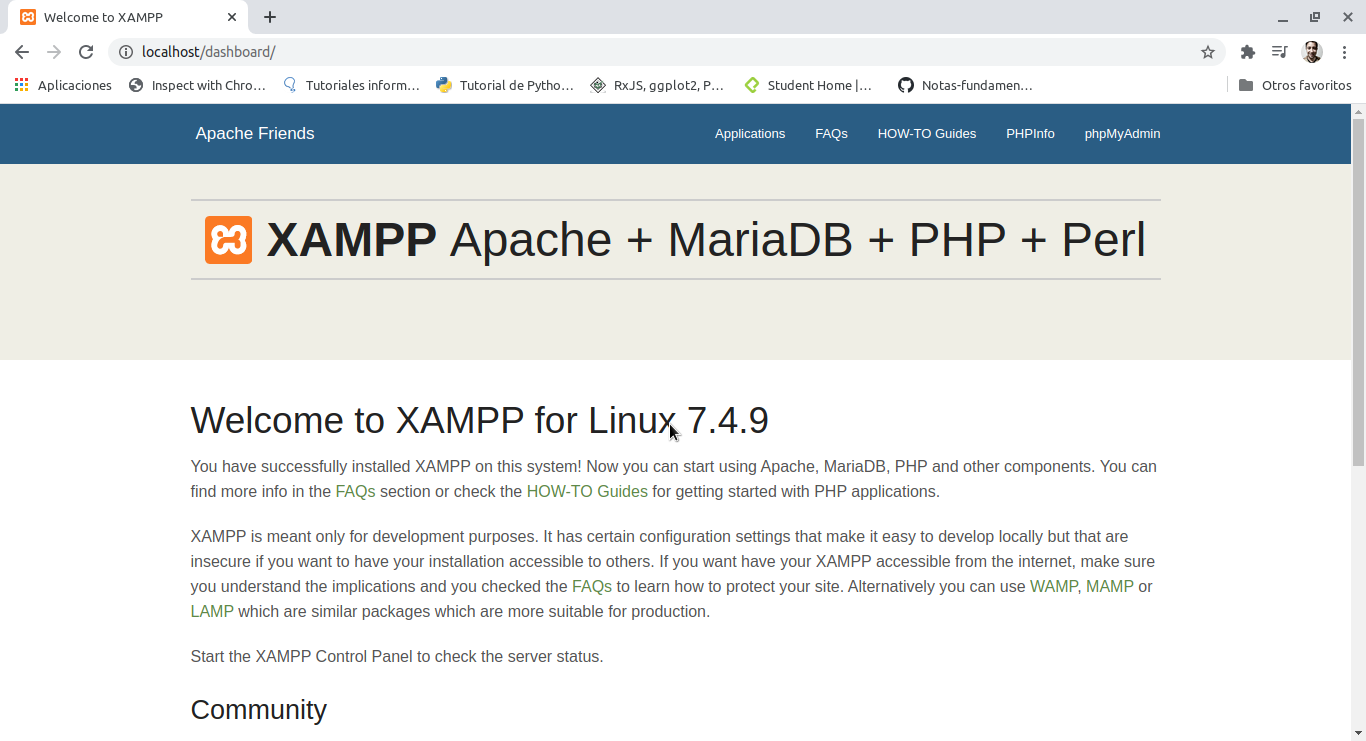 Welcome to XAMPP
localhost/dashboard/
Aplicaciones Inspect with Chro… Tutoriales inform… Tutorial de Pytho… RxJS, ggplot2, P… Student Home |… Notas-fundamen… Otros favoritos
Apache Friends Applications FAQs HOW-TO Guides PHPInfo phpMyAdmin
XAMPP Apache + MariaDB + PHP + Perl
Welcome to XAMPP for Linux 7.4.9
You have successfully installed XAMPP on this system! Now you can start using Apache, MariaDB, PHP and other components. You can
find more info in the FAQs section or check the HOW-TO Guides for getting started with PHP applications.
XAMPP is meant only for development purposes. It has certain configuration settings that make it easy to develop locally but that are
insecure if you want to have your installation accessible to others. If you want have your XAMPP accessible from the internet, make sure
you understand the implications and you checked the FAQs to learn how to protect your site. Alternatively you can use WAMP, MAMP or
LAMP which are similar packages which are more suitable for production.
Start the XAMPP Control Panel to check the server status.
Community